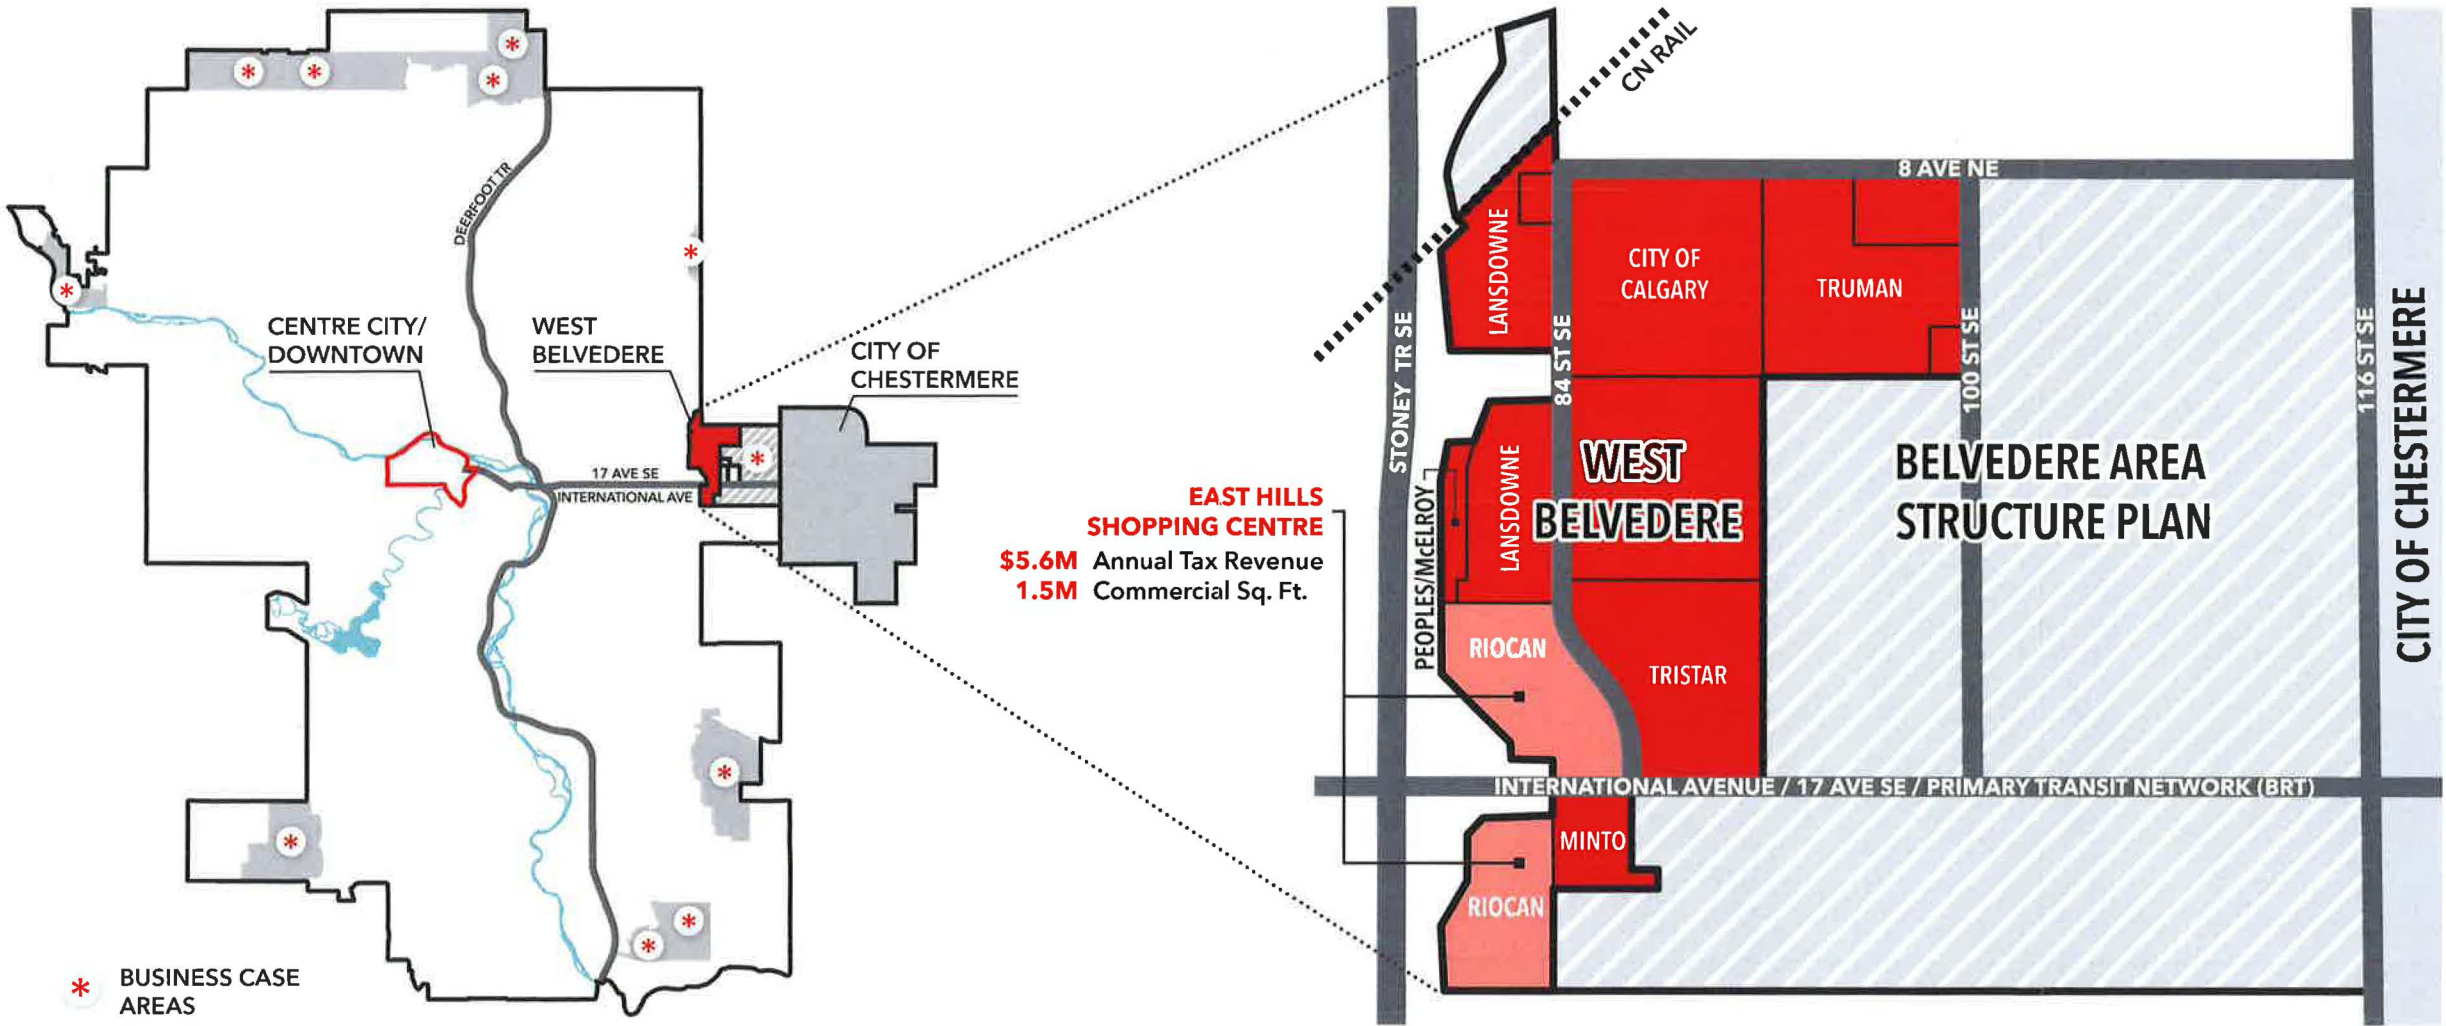 DEERFOOT TR
CENTRE CITY/
DOWNTOWN
WEST
BELVEDERE
CITY OF
CHESTERMERE
17 AVE SE
INTERNATIONAL AVE
* BUSINESS CASE
AREAS
CN RAIL
8 AVE NE
STONEY TR SE
84 ST SE
100 ST SE
116 ST SE
CITY OF CHESTERMERE
LANSDOWNE
CITY OF
CALGARY
TRUMAN
LANSDOWNE
PEOPLES/McELROY
WEST
BELVEDERE
BELVEDERE AREA
STRUCTURE PLAN
EAST HILLS
SHOPPING CENTRE
$5.6M Annual Tax Revenue
1.5M Commercial Sq. Ft.
RIOCAN
TRISTAR
INTERNATIONAL AVENUE / 17 AVE SE / PRIMARY TRANSIT NETWORK (BRT)
MINTO
RIOCAN